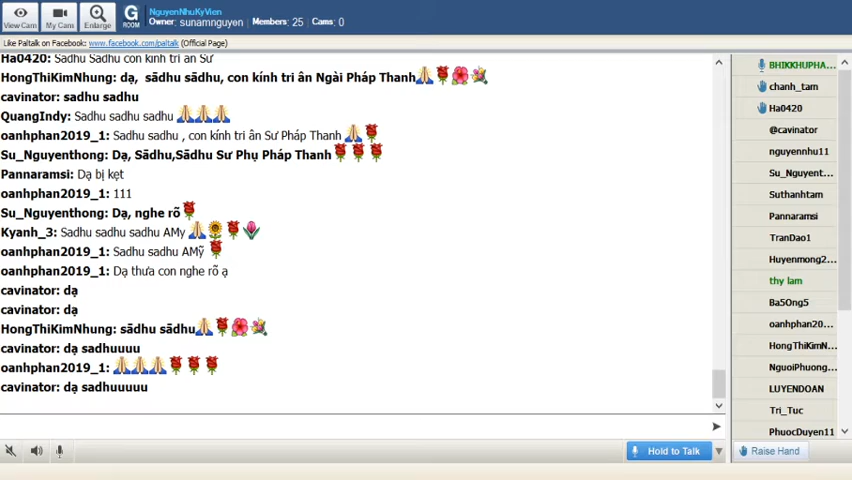 View Cam
My Cam
Enlarge
G
ROOM
NguyenNhuKyVien
Owner: sunamnguyen Members: 25 Cams: 0
Like Paltalk on Facebook: www.facebook.com/paltalk (Official Page)
Ha0420: Sadhu Sadhu con kính tri ân Sư
HongThiKimNhung: dạ, sādhu sādhu, con kính tri ân Ngài Pháp Thanh
cavinator: sadhu sadhu
QuangIndy: Sadhu sadhu sadhu
oanhphan2019_1: Sadhu sadhu , con kính tri ân Sư Pháp Thanh
Su_Nguyenthong: Dạ, Sādhu,Sādhu Sư Phụ Pháp Thanh
Pannaramsi: Dạ bị kẹt
oanhphan2019_1: 111
Su_Nguyenthong: Dạ, nghe rõ
Kyanh_3: Sadhu sadhu sadhu AMy
oanhphan2019_1: Sadhu sadhu AMỹ
oanhphan2019_1: Dạ thưa con nghe rõ ạ
cavinator: dạ
cavinator: dạ
HongThiKimNhung: sādhu sādhu
cavinator: dạ sadhuuuu
oanhphan2019_1:
cavinator: dạ sadhuuuuu
Hold to Talk
BHIKKHUPHA...
chanh_tam
Ha0420
@cavinator
nguyennhu11
Su_Nguyent...
Suthanhtam
Pannaramsi
TranDao1
Huyenmong2...
thy lam
Ba5Ong5
oanhphan20...
HongThiKimN...
NguoiPhuong...
LUYENDOAN
Tri_Tuc
PhuocDuyen11
Raise Hand